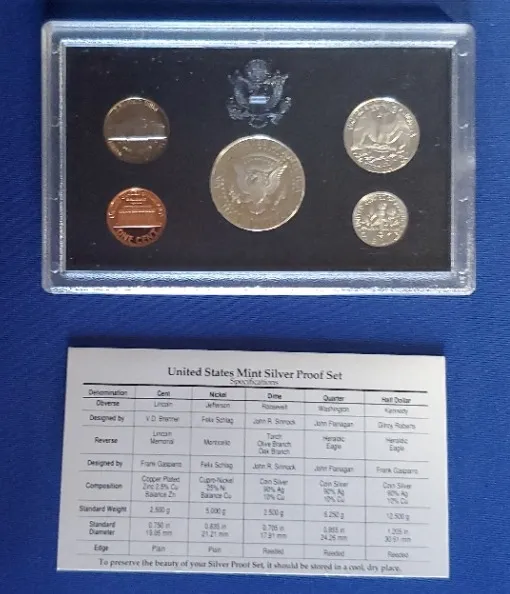 ONE CENT
United States Mint Silver Proof Set
Specifications
Denomination Cent Nickel Dime Quarter Half Dollar
Obverse Lincoln Jefferson Roosevelt Washington Kennedy
Designed by V.D. Brenner Felix Schlag John R. Sinnock John Flanagan Gilroy Roberts
Reverse Lincoln Memorial Monticello Torch Olive Branch Oak Branch Heraldic Eagle Heraldic Eagle
Designed by Frank Gasparro Felix Schlag John R. Sinnock John Flanagan Frank Gasparro
Composition Copper Plated Zinc 2.5% Cu Balance Zn Cupro-Nickel 25% Ni Balance Cu Coin Silver 90% Ag 10% Cu Coin Silver 90% Ag 10% Cu Coin Silver 90% Ag 10% Cu
Standard Weight 2.500 g 5.000 g 2.500 g 6.250 g 12.500 g
Standard Diameter 0.750 in 19.05 mm 0.835 in 21.21 mm 0.705 in 17.91 mm 0.955 in 24.26 mm 1.205 in 30.61 mm
Edge Plain Plain Reeded Reeded Reeded
To preserve the beauty of your Silver Proof Set, it should be stored in a cool, dry place.